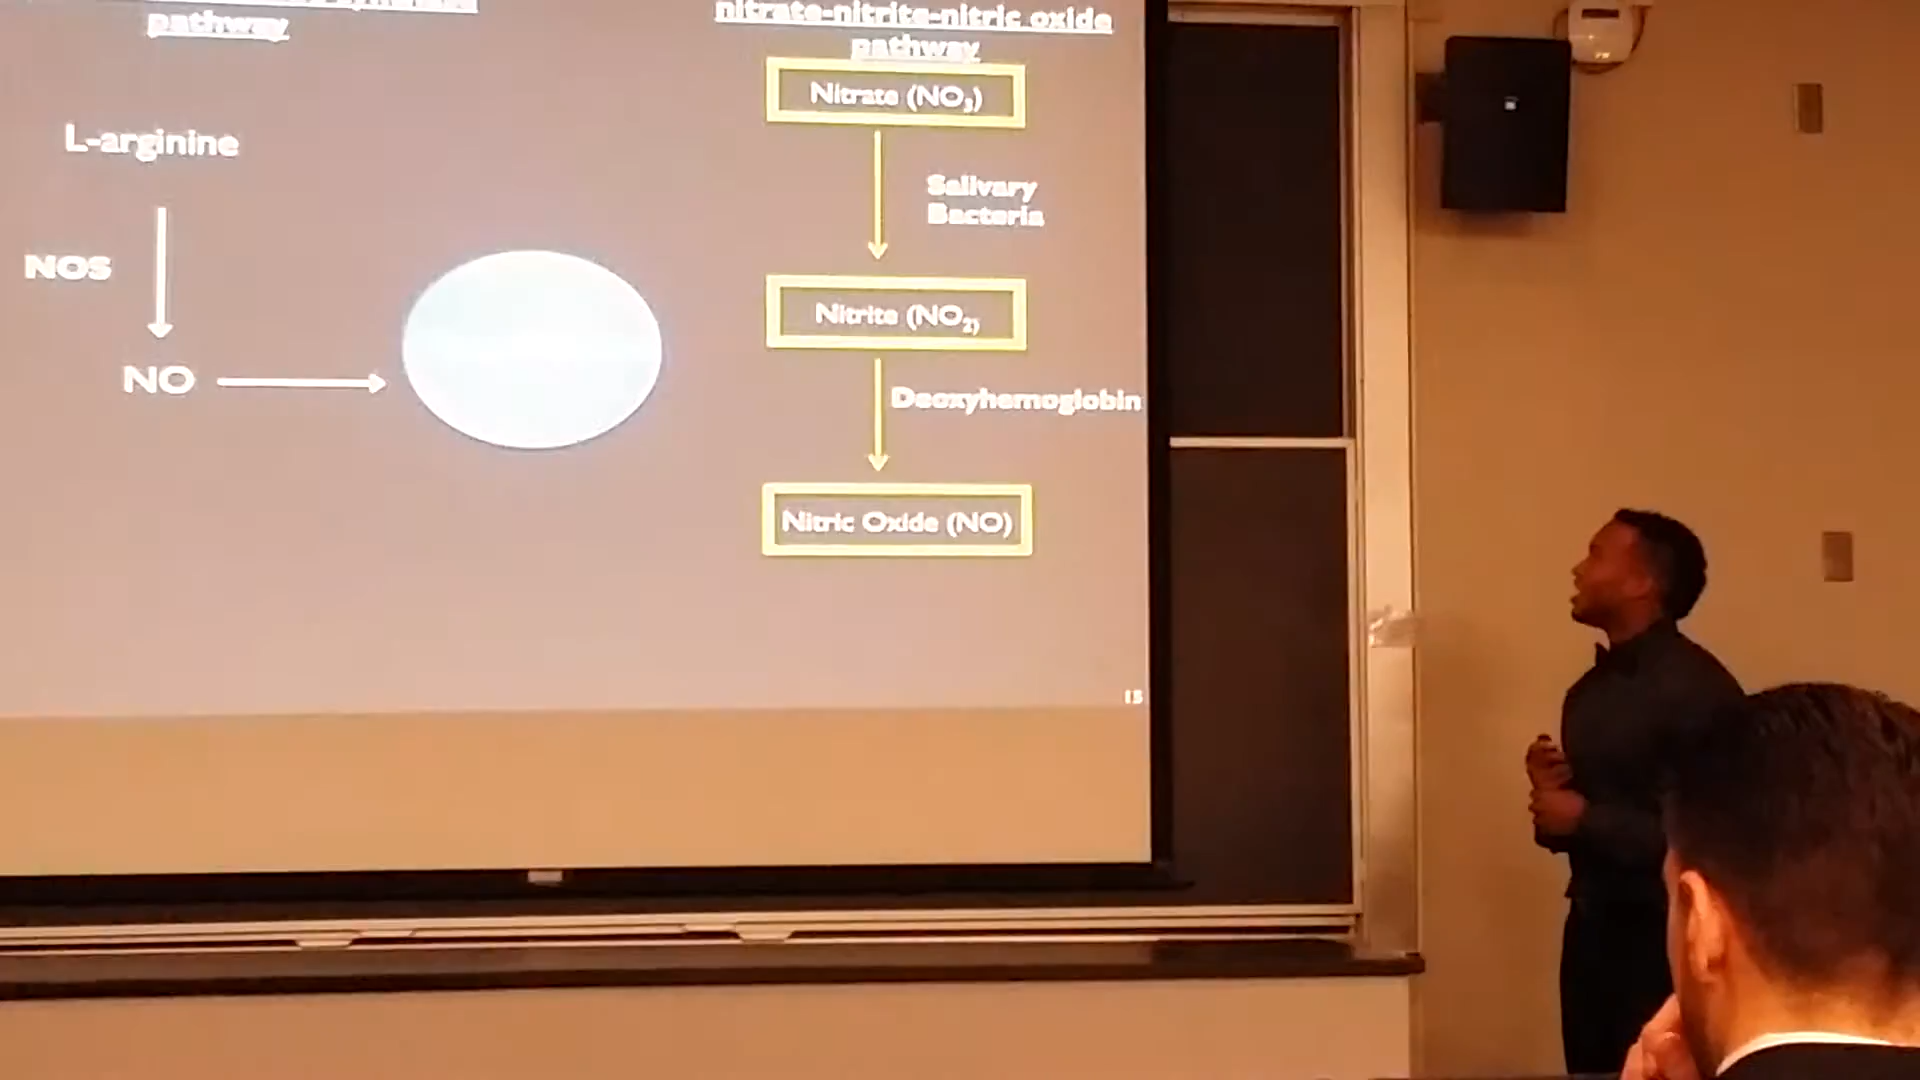 pathway
L-arginine
NOS
NO
nitrate-nitrite-nitric oxide
pathway
Nitrate (NO3)
Salivary
Bacteria
Nitrite (NO2)
Deoxyhemoglobin
Nitric Oxide (NO)
15